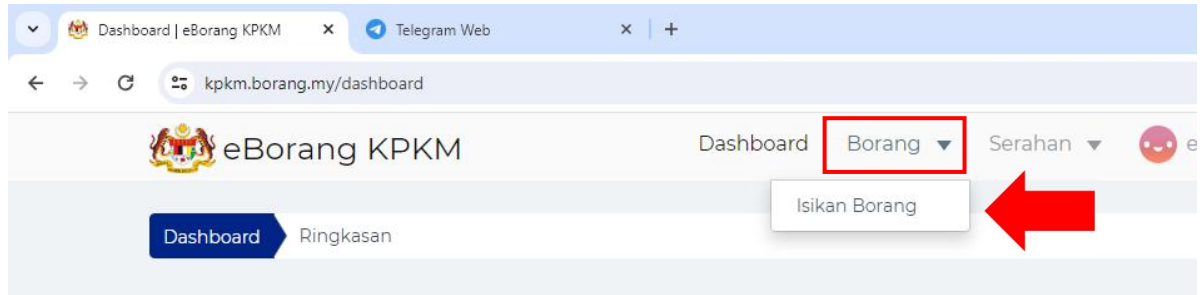 Dashboard | eBorang KPKM
Telegram Web
kpkm.borang.my/dashboard
eBorang KPKM
Dashboard Borang Serahan e
Isikan Borang
Dashboard Ringkasan